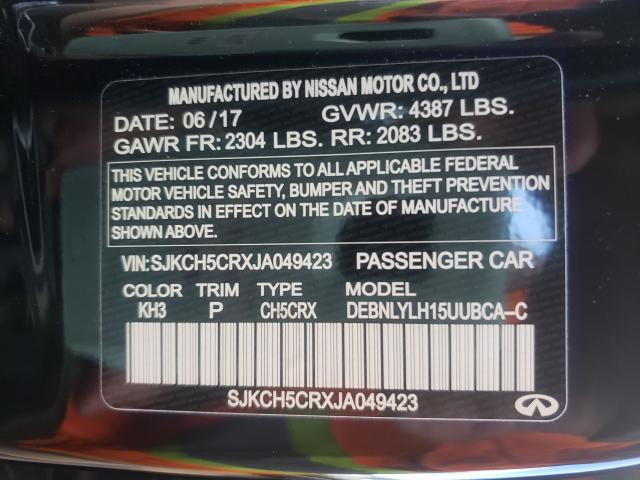 MANUFACTURED BY NISSAN MOTOR CO., LTD
DATE: 06/17 GVWR: 4387 LBS.
GAWR FR: 2304 LBS. RR: 2083 LBS.
THIS VEHICLE CONFORMS TO ALL APPLICABLE FEDERAL
MOTOR VEHICLE SAFETY, BUMPER AND THEFT PREVENTION
STANDARDS IN EFFECT ON THE DATE OF MANUFACTURE
SHOWN ABOVE.
VIN:SJKCH5CRXJA049423 PASSENGER CAR
COLOR TRIM TYPE MODEL
KH3 P CH5CRX DEBNLYLH15UUBCA-C
SJKCH5CRXJA049423